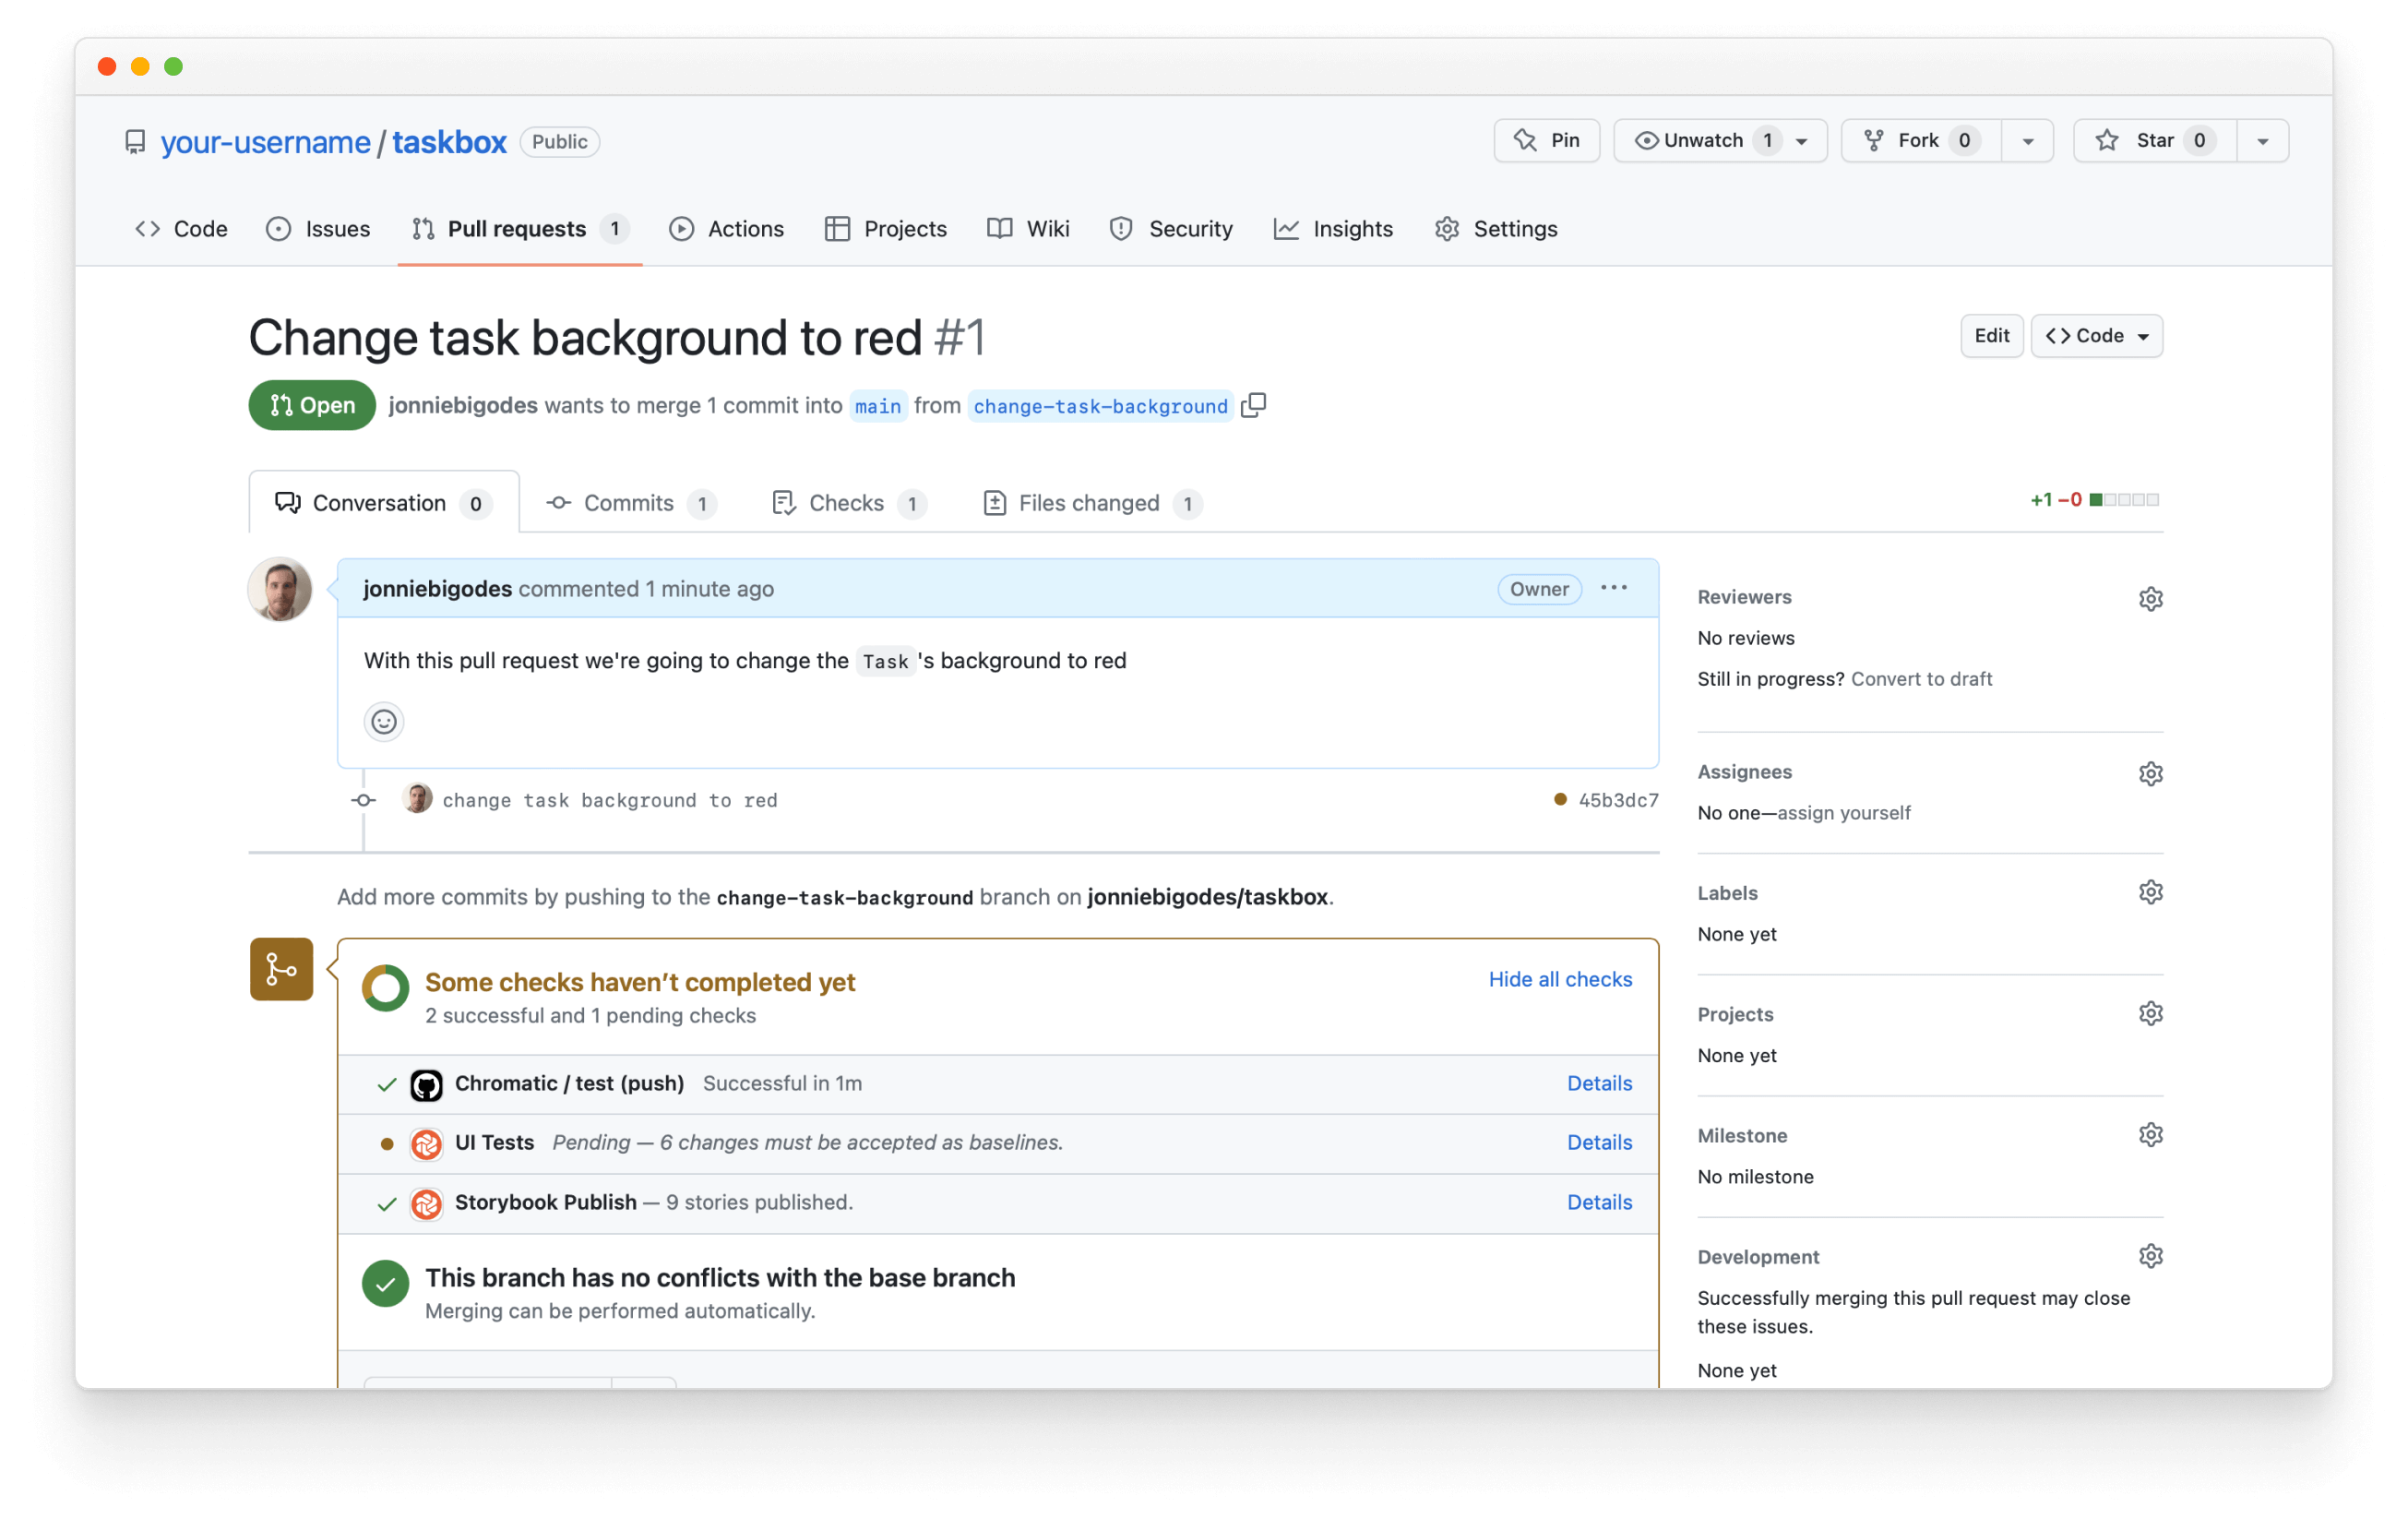 your-username / taskbox Public
Pin Unwatch 1 Fork 0 Star 0
Code Issues Pull requests 1 Actions Projects Wiki Security Insights Settings
Change task background to red #1
Edit Code
Open jonniebigodes wants to merge 1 commit into main from change-task-background
Conversation 0 Commits 1 Checks 1 Files changed 1
+1 −0
jonniebigodes commented 1 minute ago Owner
With this pull request we're going to change the Task 's background to red
change task background to red 45b3dc7
Add more commits by pushing to the change-task-background branch on jonniebigodes/taskbox.
Some checks haven’t completed yet
Hide all checks
2 successful and 1 pending checks
Chromatic / test (push) Successful in 1m Details
UI Tests Pending — 6 changes must be accepted as baselines. Details
Storybook Publish — 9 stories published. Details
This branch has no conflicts with the base branch
Merging can be performed automatically.
Reviewers
No reviews
Still in progress? Convert to draft
Assignees
No one—assign yourself
Labels
None yet
Projects
None yet
Milestone
No milestone
Development
Successfully merging this pull request may close
these issues.
None yet